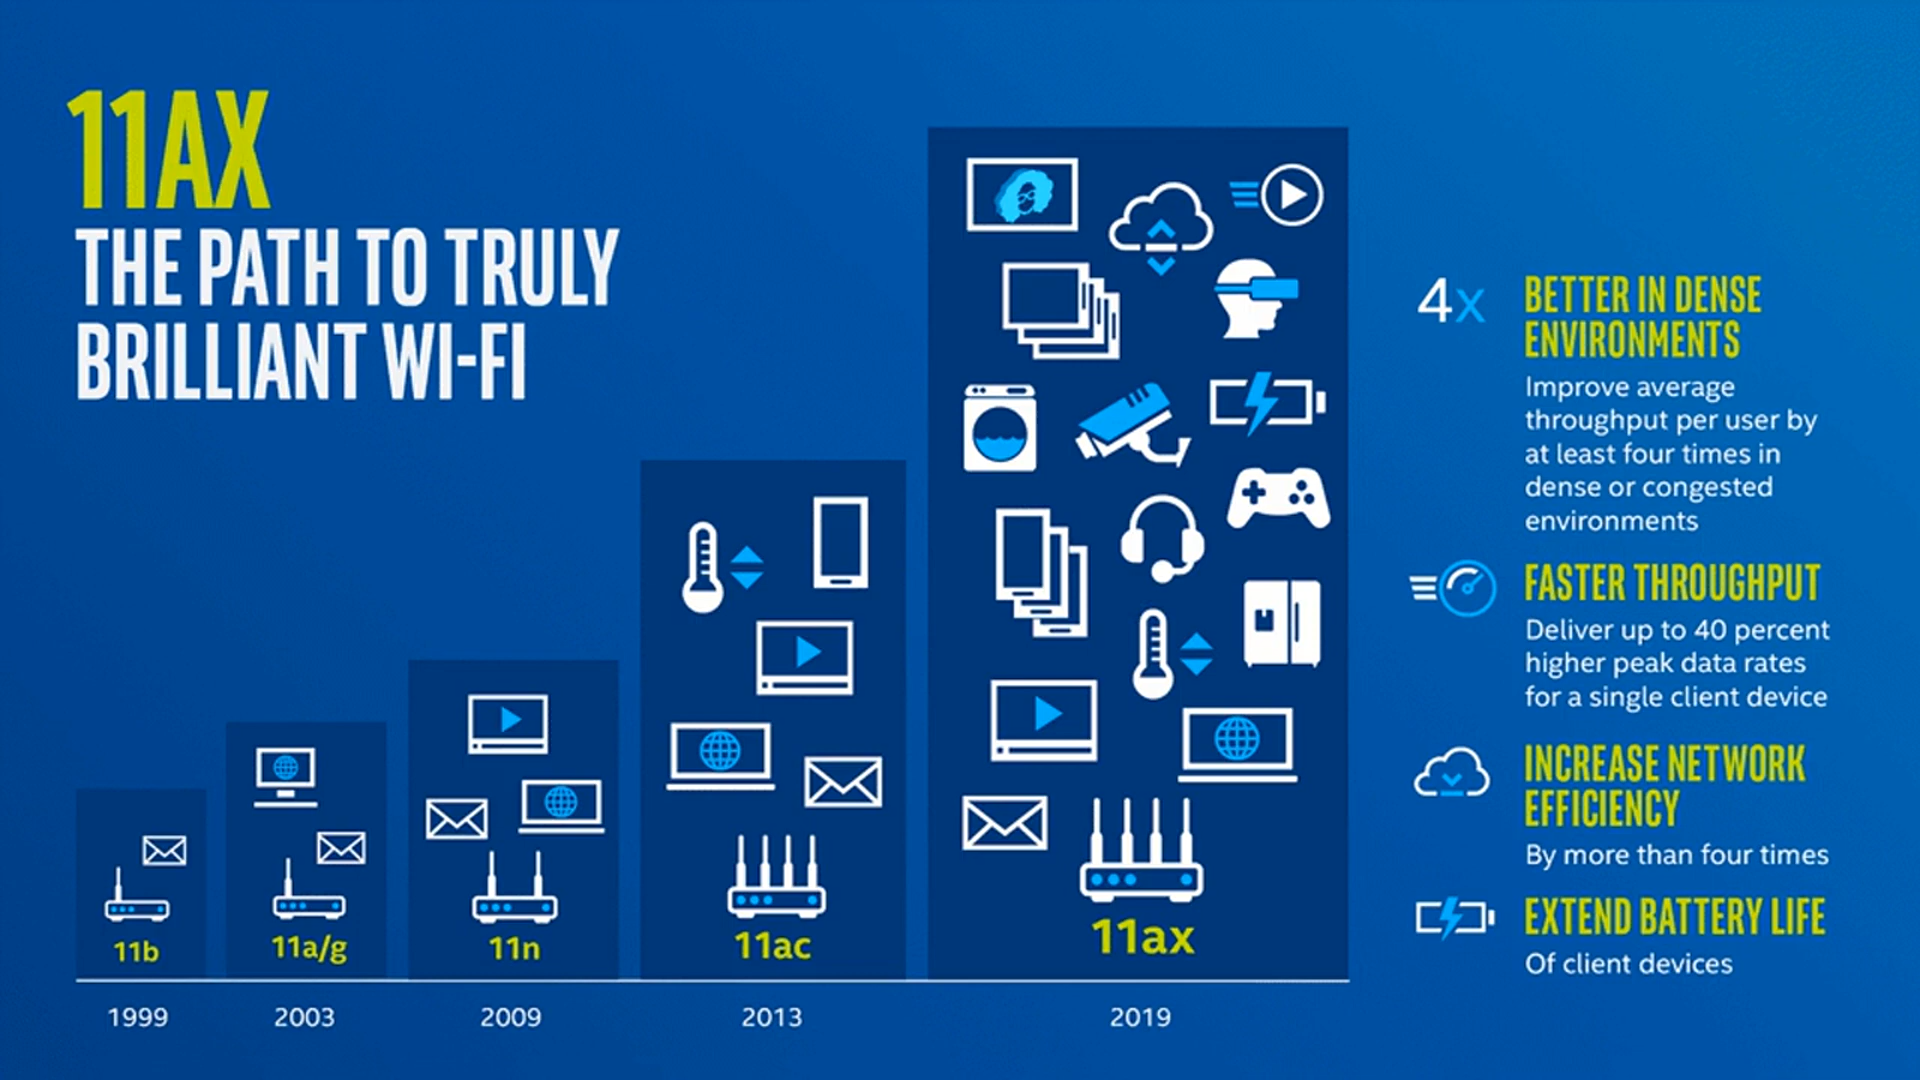 11AX
THE PATH TO TRULY
BRILLIANT WI-FI
11b
11a/g
11n
11ac
11ax
1999
2003
2009
2013
2019
4x
BETTER IN DENSE
ENVIRONMENTS
Improve average
throughput per user by
at least four times in
dense or congested
environments
FASTER THROUGHPUT
Deliver up to 40 percent
higher peak data rates
for a single client device
INCREASE NETWORK
EFFICIENCY
By more than four times
EXTEND BATTERY LIFE
Of client devices